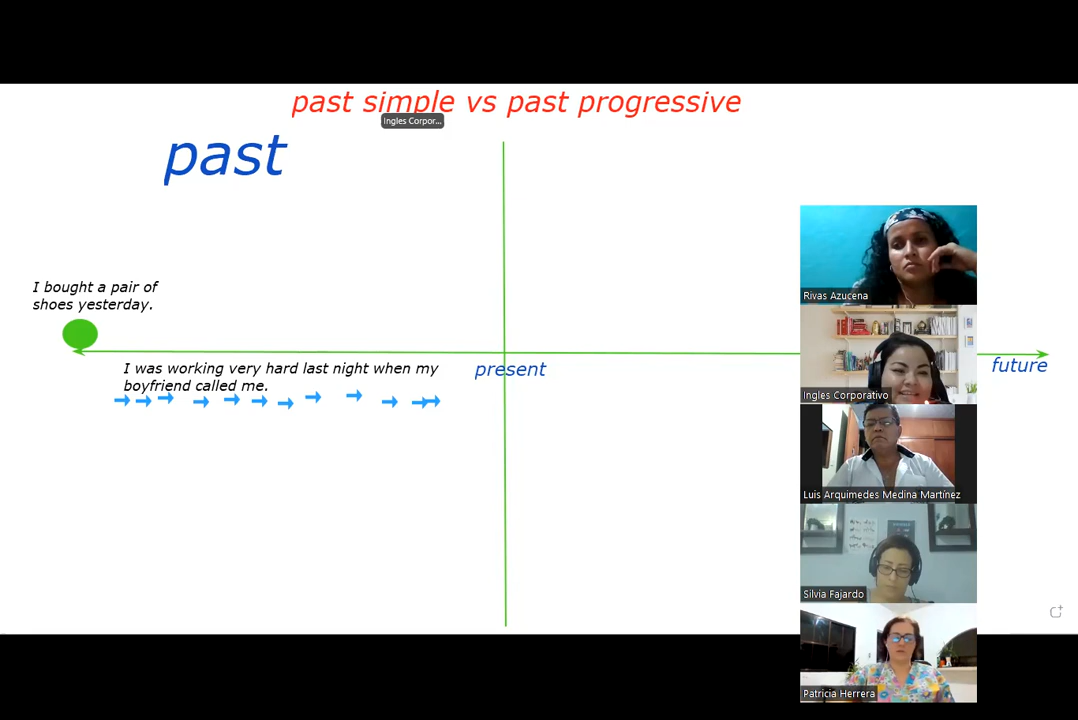 past simple vs past progressive
Ingles Corpor...
past
I bought a pair of
shoes yesterday.
I was working very hard last night when my
boyfriend called me.
present
future
Rivas Azucena
Ingles Corporativo
Luis Arquimedes Medina Martínez
Silvia Fajardo
Patricia Herrera